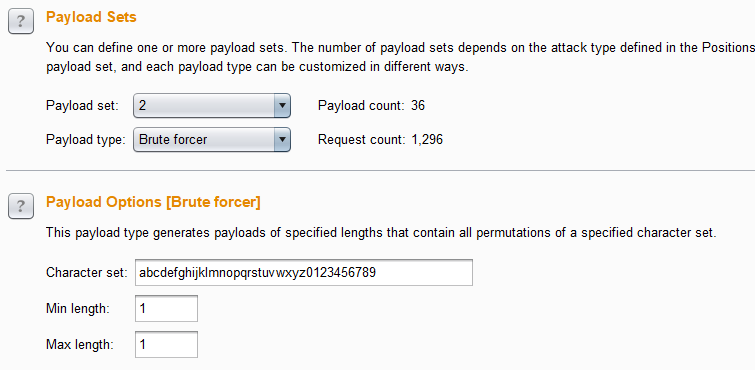 ? Payload Sets
You can define one or more payload sets. The number of payload sets depends on the attack type defined in the Positions
payload set, and each payload type can be customized in different ways.
Payload set: 2 Payload count: 36
Payload type: Brute forcer Request count: 1,296
? Payload Options [Brute forcer]
This payload type generates payloads of specified lengths that contain all permutations of a specified character set.
Character set: abcdefghijklmnopqrstuvwxyz0123456789
Min length: 1
Max length: 1